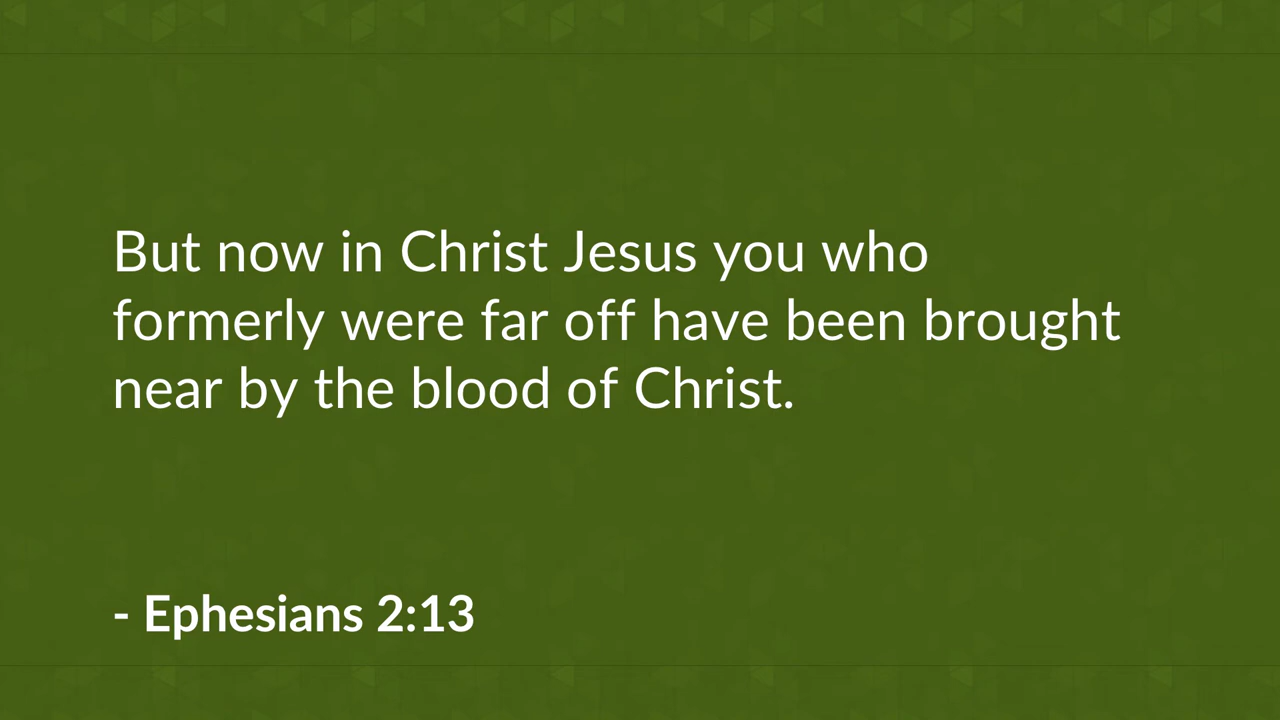 But now in Christ Jesus you who
formerly were far off have been brought
near by the blood of Christ.
- Ephesians 2:13